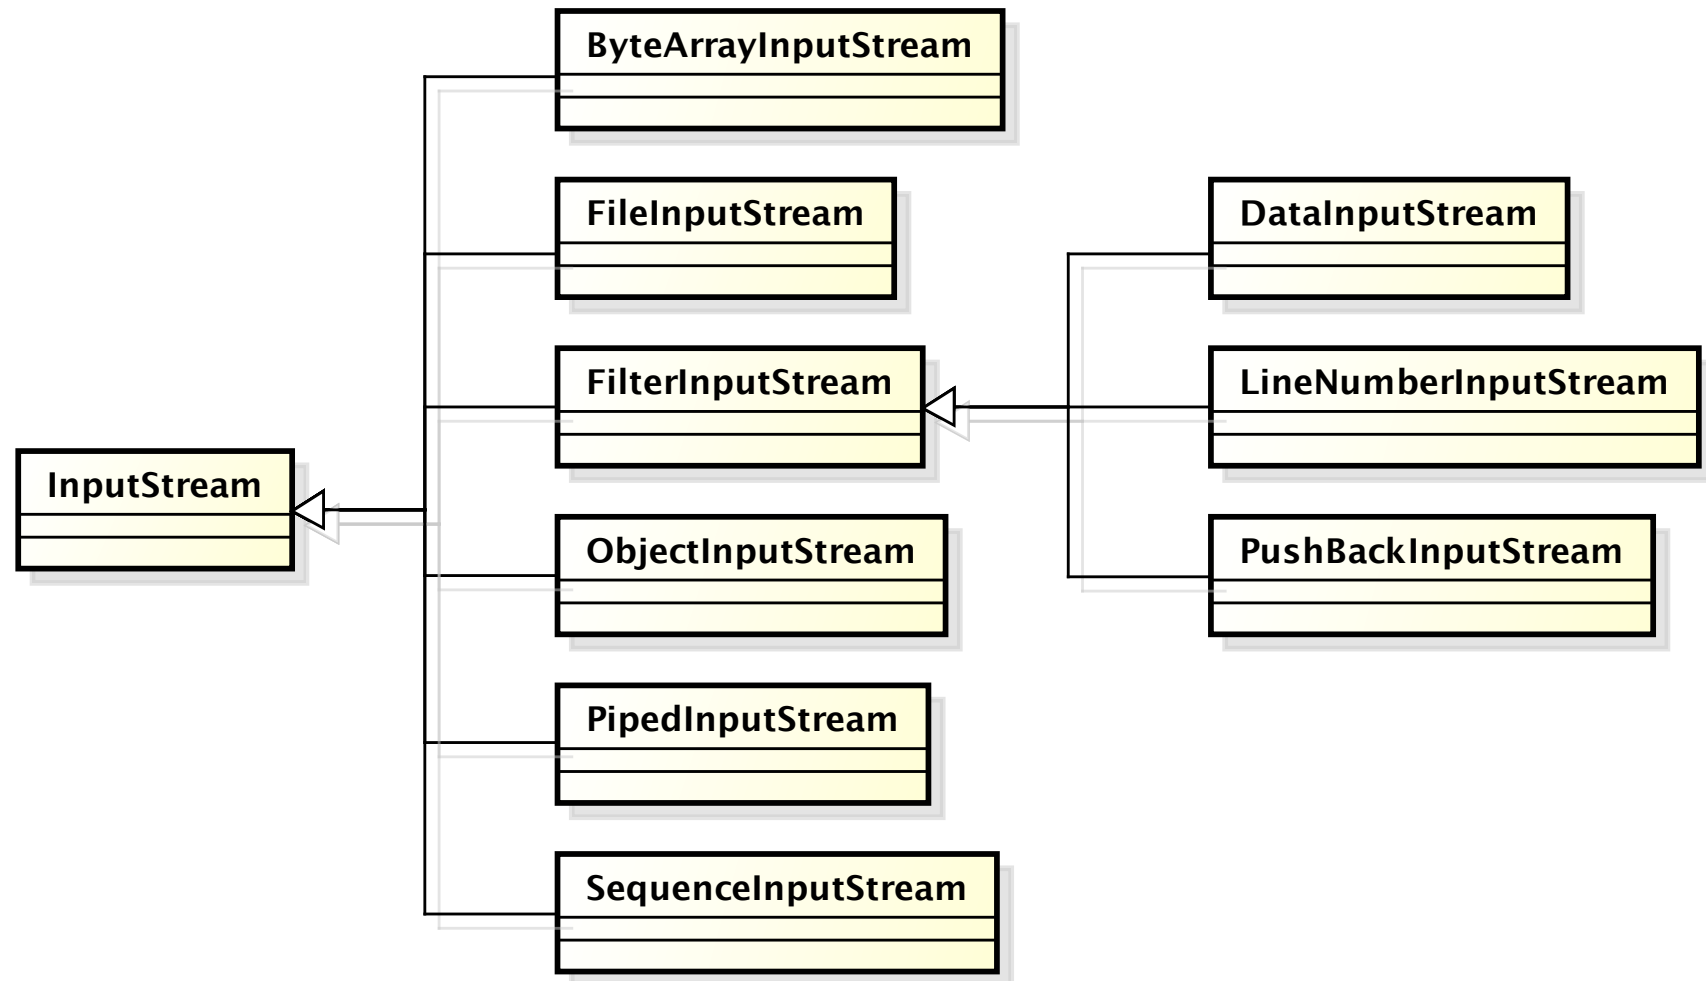 ByteArrayInputStream
FileInputStream
DataInputStream
FilterInputStream
LineNumberInputStream
InputStream
ObjectInputStream
PushBackInputStream
PipedInputStream
SequenceInputStream